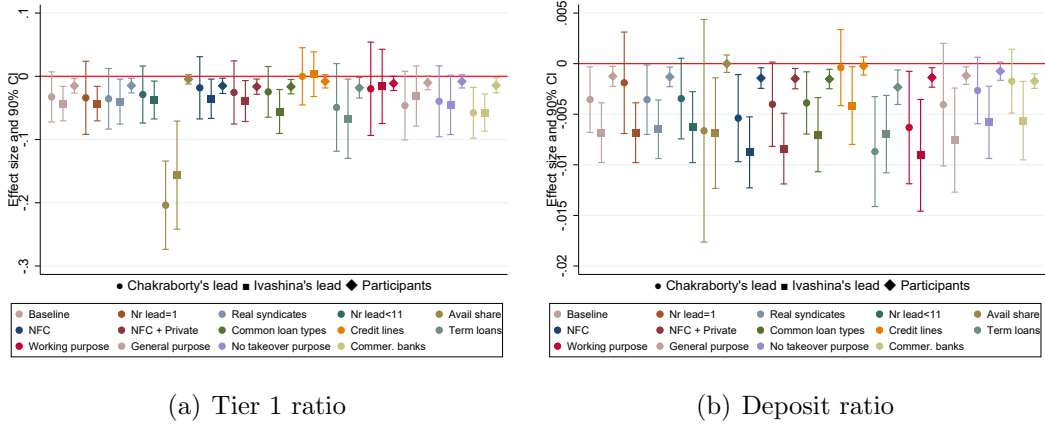 Effect size and 90% CI
.1
0
-.1
-.2
-.3
● Chakraborty's lead ■ Ivashina's lead ◆ Participants
Baseline Nr lead=1 Real syndicates Nr lead<11 Avail share
NFC NFC + Private Common loan types Credit lines Term loans
Working purpose General purpose No takeover purpose Commer. banks
(a) Tier 1 ratio
Effect size and 90% CI
.005
0
-.005
-.01
-.015
-.02
● Chakraborty's lead ■ Ivashina's lead ◆ Participants
Baseline Nr lead=1 Real syndicates Nr lead<11 Avail share
NFC NFC + Private Common loan types Credit lines Term loans
Working purpose General purpose No takeover purpose Commer. banks
(b) Deposit ratio